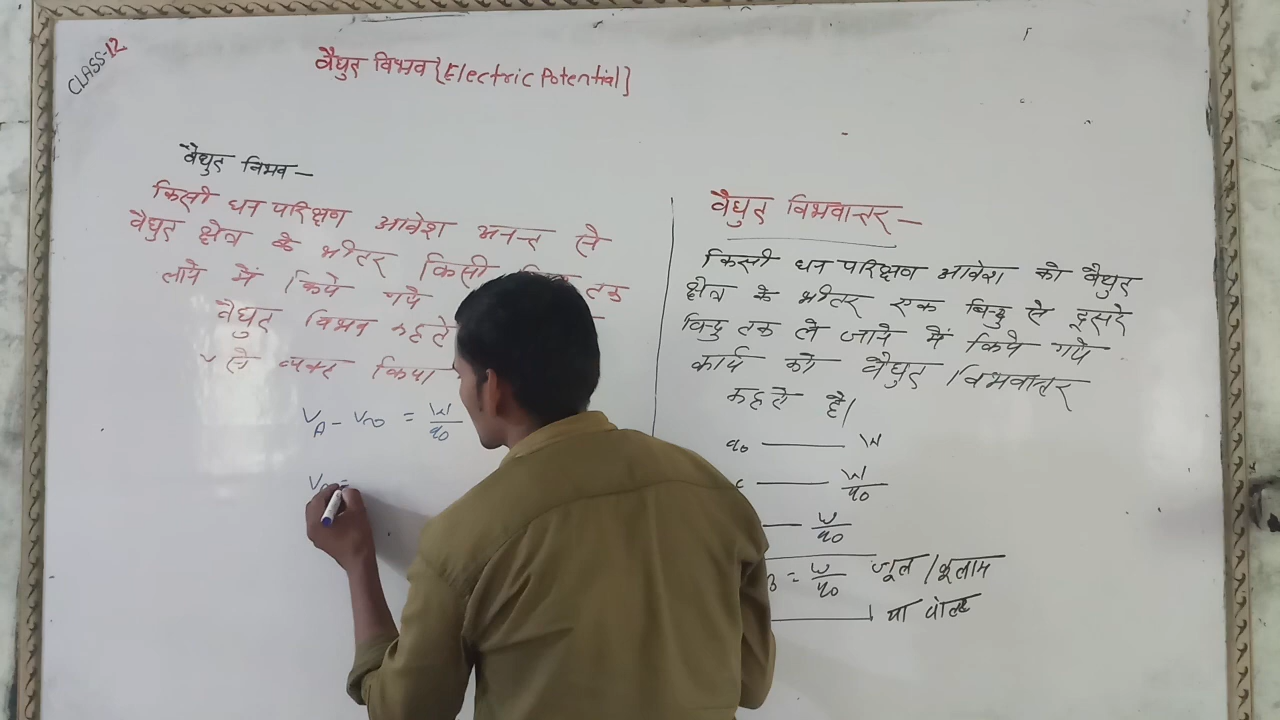 CLASS-12
वैधुत विभव [Electric Potential]
वैधुत विभव -
किसी धन परिक्षण आवेश अनन्त से
वैधुत क्षेत्र के भीतर किसी तक
लाने में किये गये
वैधुत विभव कहते
से व्यक्त किया
V_A - V∞ = W/q₀
V∞ =
वैधुत विभवान्तर -
किसी धन परिक्षण आवेश को वैधुत
क्षेत्र के भीतर एक बिन्दु से दूसरे
बिन्दु तक ले जाने में किये गये
कार्य को वैधुत विभवान्तर
कहते है।
q₀ — W
— W/q₀
— W/q₀
B = W/q₀ जूल / कूलाम
या वोल्ट